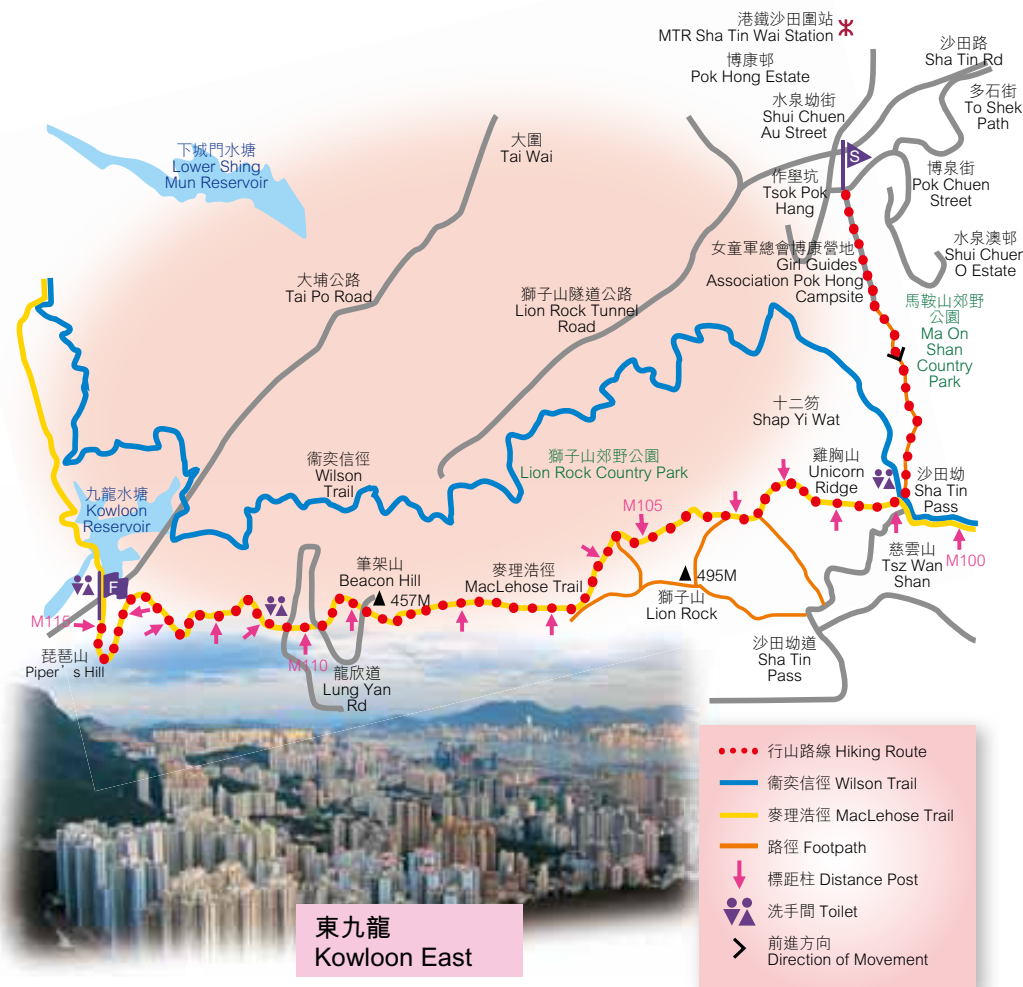 港鐵沙田圍站
MTR Sha Tin Wai Station
博康邨
Pok Hong Estate
沙田路
Sha Tin Rd
多石街
To Shek
Path
水泉坳街
Shui Chuen
Au Street
S
作壆坑
Tsok Pok
Hang
博泉街
Pok Chuen
Street
水泉澳邨
Shui Chuer
O Estate
女童軍總會博康營地
Girl Guides
Association Pok Hong
Campsite
馬鞍山郊野
公園
Ma On
Shan
Country
Park
下城門水塘
Lower Shing
Mun Reservoir
大圍
Tai Wai
大埔公路
Tai Po Road
獅子山隧道公路
Lion Rock Tunnel
Road
十二笏
Shap Yi Wat
獅子山郊野公園
Lion Rock Country Park
雞胸山
Unicorn
Ridge
沙田坳
Sha Tin
Pass
衞奕信徑
Wilson
Trail
九龍水塘
Kowloon
Reservoir
M105
M100
慈雲山
Tsz Wan
Shan
筆架山
Beacon Hill
457M
麥理浩徑
MacLehose Trail
495M
獅子山
Lion Rock
F
M115
琵琶山
Piper’s Hill
M110
龍欣道
Lung Yan
Rd
沙田坳道
Sha Tin
Pass
行山路線 Hiking Route
衞奕信徑 Wilson Trail
麥理浩徑 MacLehose Trail
路徑 Footpath
標距柱 Distance Post
洗手間 Toilet
前進方向
Direction of Movement
東九龍
Kowloon East